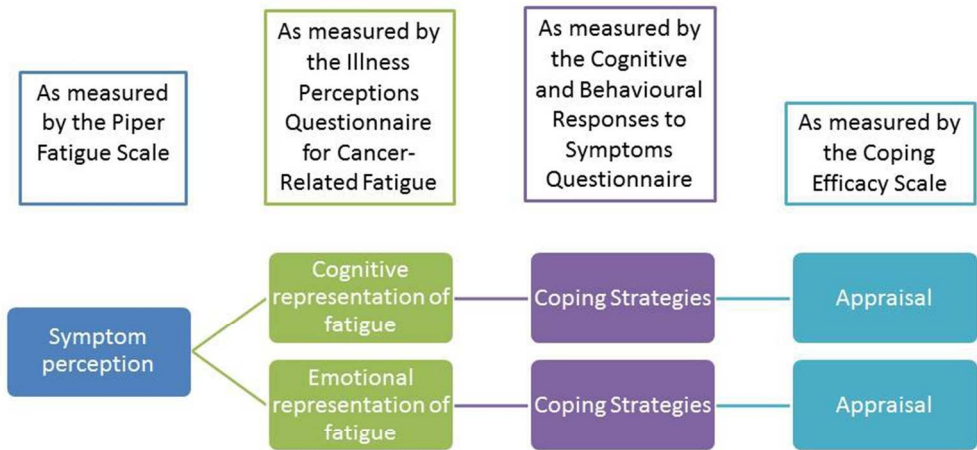 As measured
by the Piper
Fatigue Scale
As measured by
the Illness
Perceptions
Questionnaire
for Cancer-
Related Fatigue
As measured by
the Cognitive
and Behavioural
Responses to
Symptoms
Questionnaire
As measured by
the Coping
Efficacy Scale
Symptom
perception
Cognitive
representation of
fatigue
Coping Strategies
Appraisal
Emotional
representation of
fatigue
Coping Strategies
Appraisal